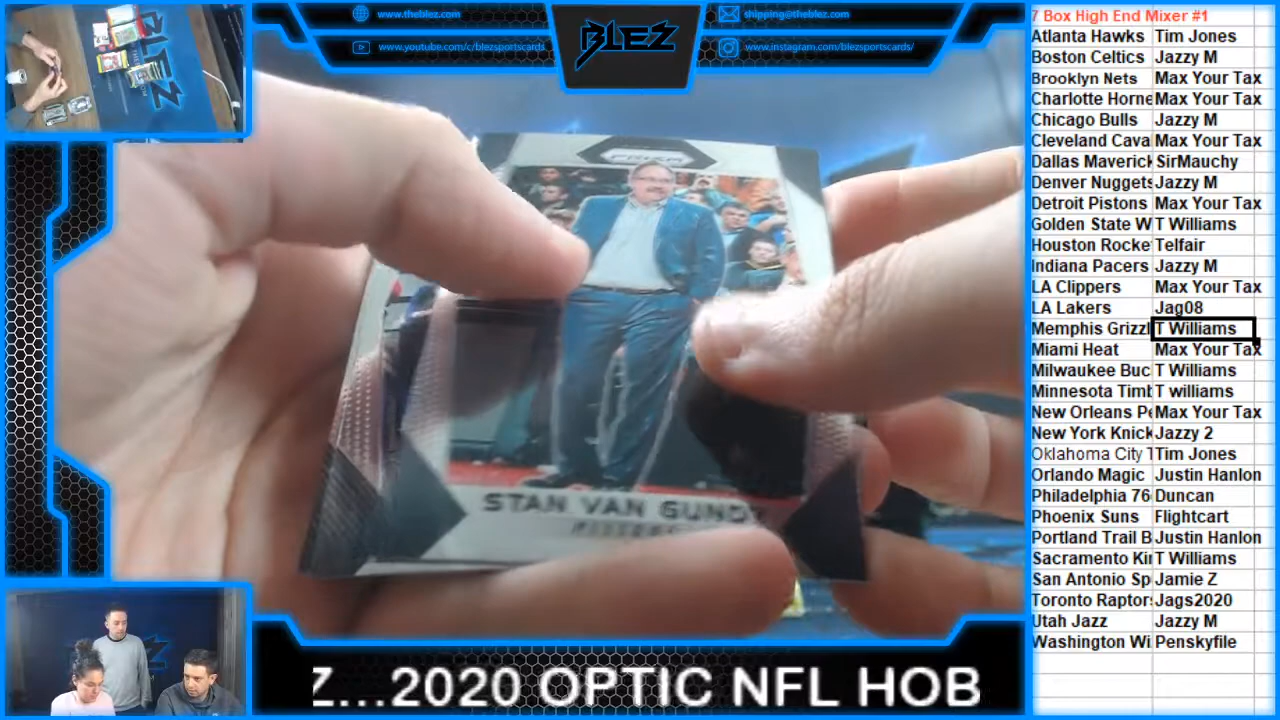 www.theblez.com
shipping@theblez.com
www.youtube.com/c/blezsportscards
www.instagram.com/blezsportscards/
BLEZ
PRIZM
STAN VAN GUNDY
PISTONS
Z...2020 OPTIC NFL HOB
7 Box High End Mixer #1
Atlanta Hawks Tim Jones
Boston Celtics Jazzy M
Brooklyn Nets Max Your Tax
Charlotte Horne Max Your Tax
Chicago Bulls Jazzy M
Cleveland Cava Max Your Tax
Dallas Maverick SirMauchy
Denver Nuggets Jazzy M
Detroit Pistons Max Your Tax
Golden State W T Williams
Houston Rocke Telfair
Indiana Pacers Jazzy M
LA Clippers Max Your Tax
LA Lakers Jag08
Memphis Grizzl T Williams
Miami Heat Max Your Tax
Milwaukee Buc T Williams
Minnesota Timb T williams
New Orleans Pe Max Your Tax
New York Knick Jazzy 2
Oklahoma City T Tim Jones
Orlando Magic Justin Hanlon
Philadelphia 76 Duncan
Phoenix Suns Flightcart
Portland Trail B Justin Hanlon
Sacramento Kin T Williams
San Antonio Sp Jamie Z
Toronto Raptors Jags2020
Utah Jazz Jazzy M
Washington Wi Penskyfile